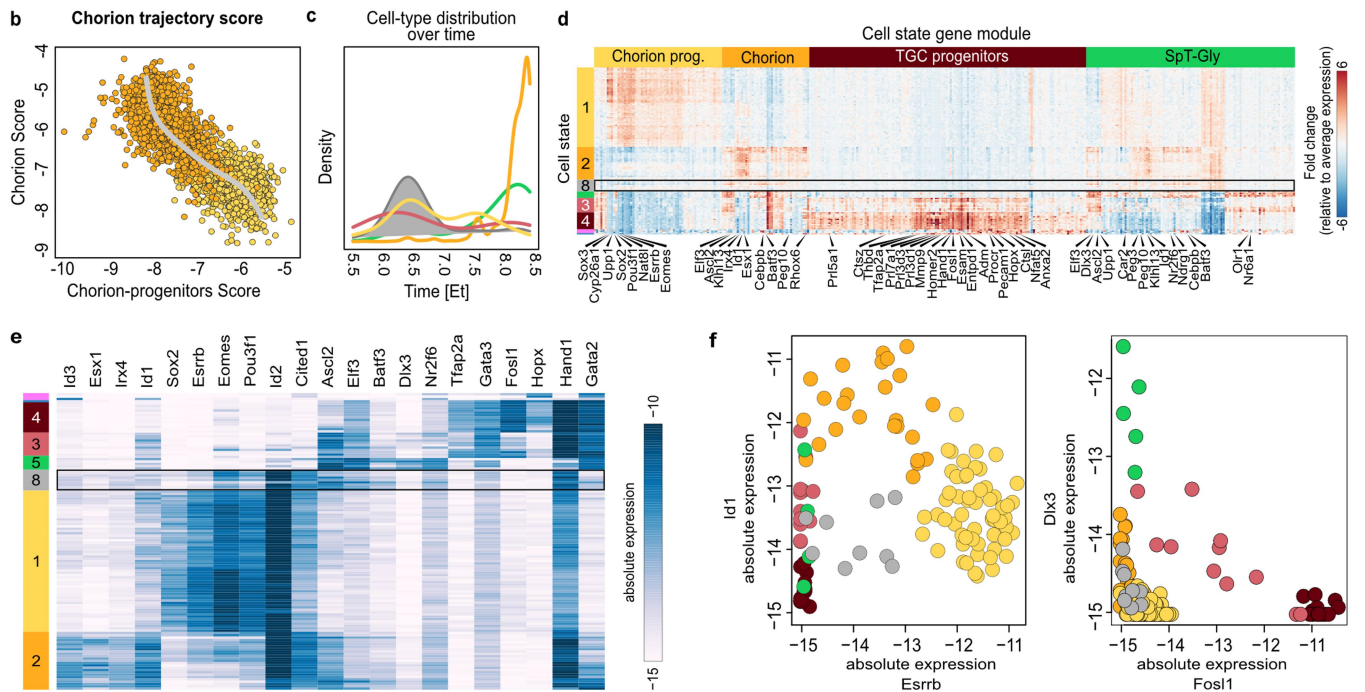 b
Chorion trajectory score
-4
-5
-6
-7
-8
-9
Chorion Score
-10
-9
-8
-7
-6
-5
Chorion-progenitors Score
c
Cell-type distribution
over time
Density
5.5
6.0
6.5
7.0
7.5
8.0
8.5
Time [Et]
d
Cell state gene module
Chorion prog.
Chorion
TGC progenitors
SpT-Gly
Cell state
1
2
8
3
4
Sox3
Cyp26a1
Upp1
Sox2
Pou3f1
Nat8l
Esrrb
Eomes
Elf3
Ascl2
Klhl13
Irx4
Id1
Esx1
Cebpb
Batf3
Peg10
Rhox6
Prl5a1
Ctsz
Thbd
Tfap2a
Prl7a1
Prl33a
Prl3d1
Mmp9
Homer2
Hand1
Fosl1
Esam
Entpd1
Adm
Procr
Pecam1
Hopx
Ctsl
Nfat5
Anxa2
Elf3
Dlx3
Ascl2
Upp1
Car2
Peg3
Peg10
Klhl13
Id1
Nr2f6
Ndrg1
Cebpb
Batf3
Olr1
Nr6a1
-6
6
Fold change
(relative to average expression)
e
Id3
Esx1
Irx4
Id1
Sox2
Esrrb
Eomes
Pou3f1
Id2
Cited1
Ascl2
Elf3
Batf3
Dlx3
Nr2f6
Tfap2a
Gata3
Fosl1
Hopx
Hand1
Gata2
4
3
5
8
1
2
absolute expression
−10
−15
f
−11
−12
−13
−14
−15
Id1
absolute expression
−15
−14
−13
−12
−11
absolute expression
Esrrb
−12
−13
−14
−15
Dlx3
absolute expression
−15
−14
−13
−12
−11
absolute expression
Fosl1